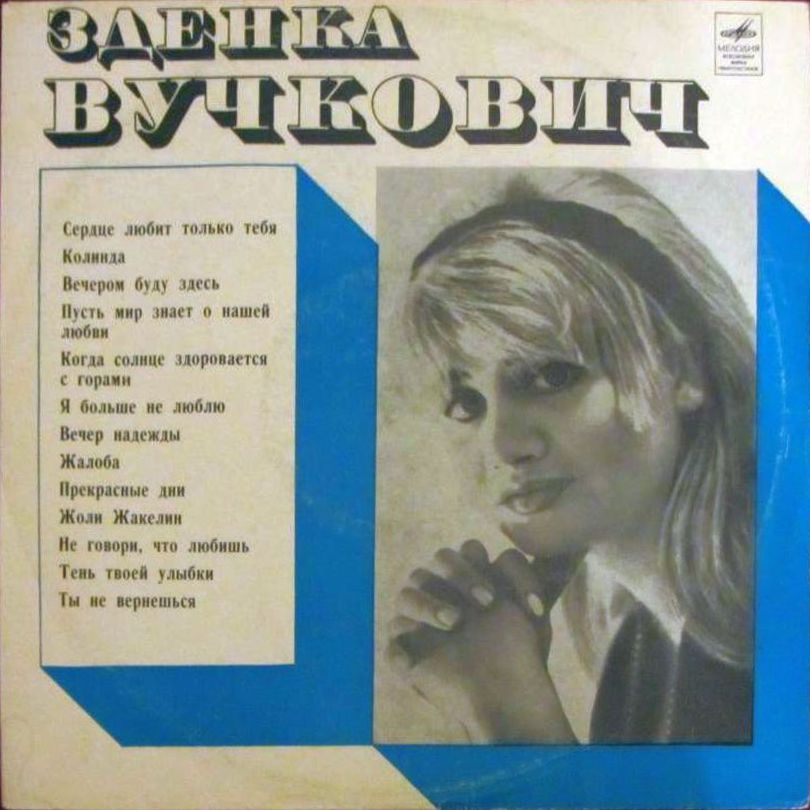 ЗДЕНКА
ВУЧКОВИЧ
МЕЛОДИЯ
Сердце любит только тебя
Колинда
Вечером буду здесь
Пусть мир знает о нашей
любви
Когда солнце здоровается
с горами
Я больше не люблю
Вечер надежды
Жалоба
Прекрасные дни
Жоли Жакелин
Не говори, что любишь
Тень твоей улыбки
Ты не вернешься